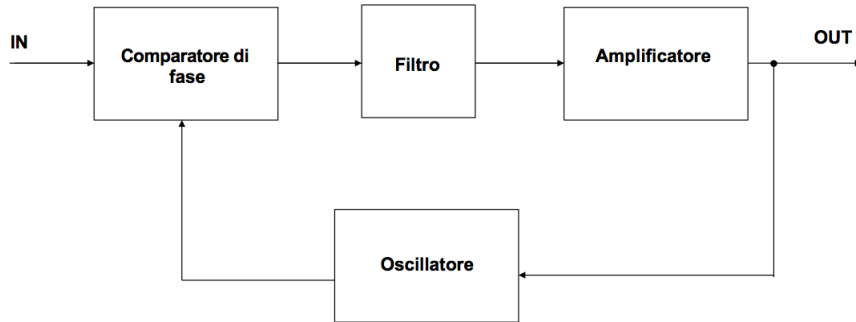 IN
Comparatore di
fase
Filtro
Amplificatore
OUT
Oscillatore